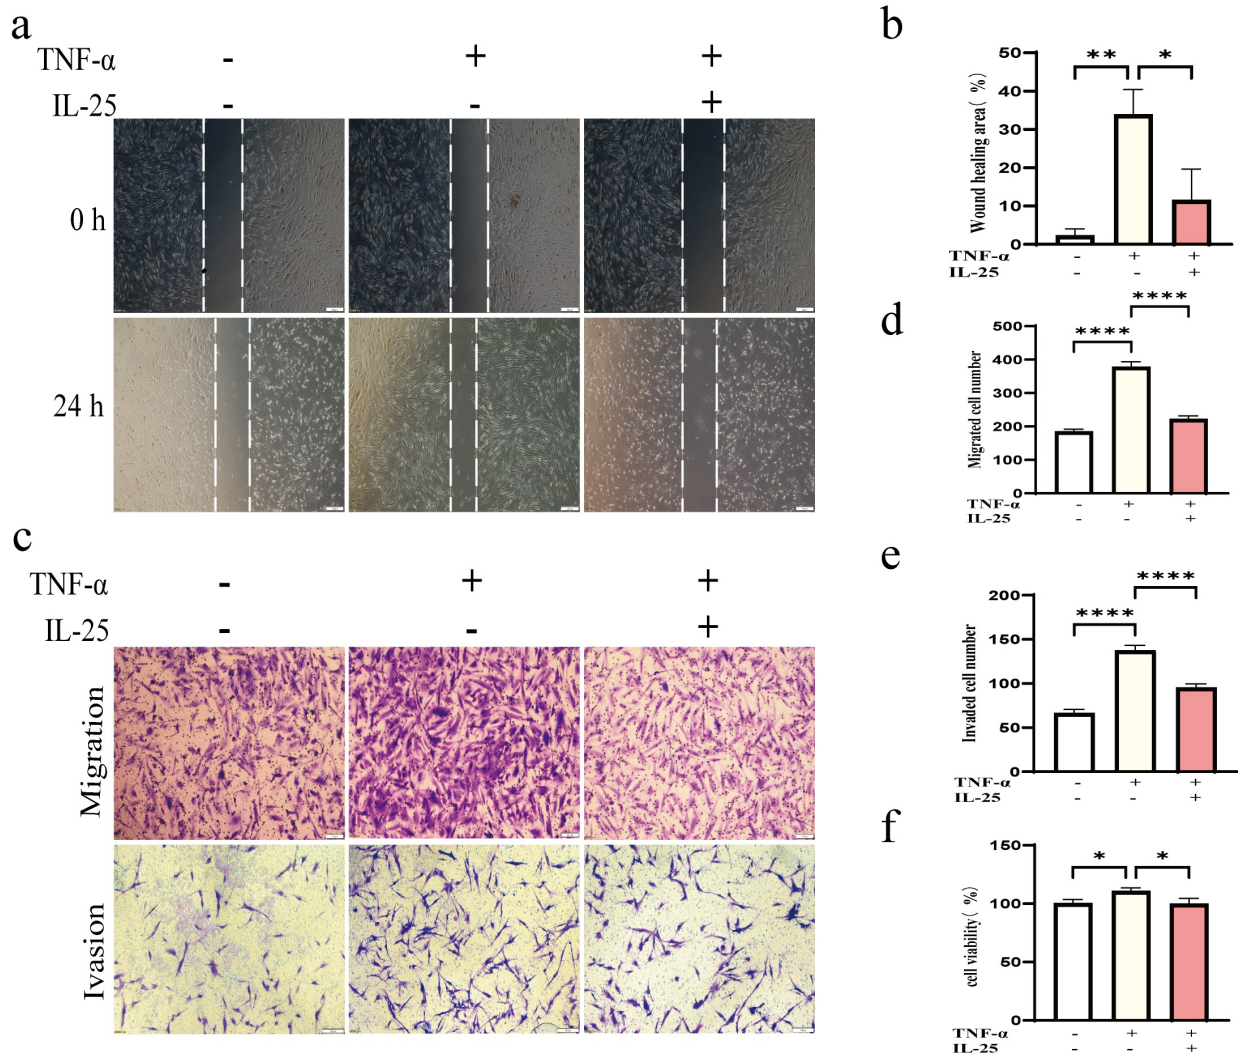 a
TNF-α - + +
IL-25 - - +
0 h
24 h
b
50
40
30
20
10
0
Wound healing area( %)
** *
TNF-α - + +
IL-25 - - +
c
TNF-α - + +
IL-25 - - +
Migration
Ivasion
d
500
400
300
200
100
0
Migrated cell number
**** ****
TNF-α - + +
IL-25 - - +
e
200
150
100
50
0
Invaded cell number
**** ****
TNF-α - + +
IL-25 - - +
f
150
100
50
0
cell viability( %)
* *
TNF-α - + +
IL-25 - - +